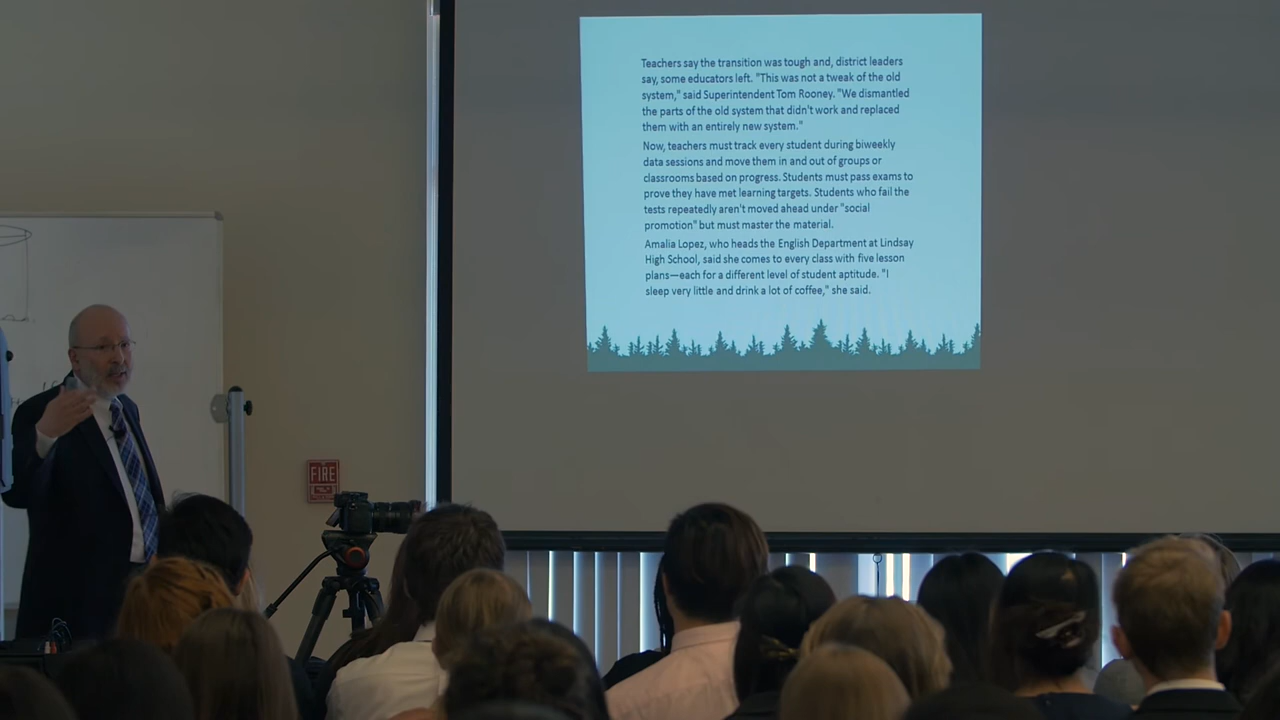 Teachers say the transition was tough and, district leaders
say, some educators left. "This was not a tweak of the old
system," said Superintendent Tom Rooney. "We dismantled
the parts of the old system that didn't work and replaced
them with an entirely new system."
Now, teachers must track every student during biweekly
data sessions and move them in and out of groups or
classrooms based on progress. Students must pass exams to
prove they have met learning targets. Students who fail the
tests repeatedly aren't moved ahead under "social
promotion" but must master the material.
Amalia Lopez, who heads the English Department at Lindsay
High School, said she comes to every class with five lesson
plans—each for a different level of student aptitude. "I
sleep very little and drink a lot of coffee," she said.
FIRE